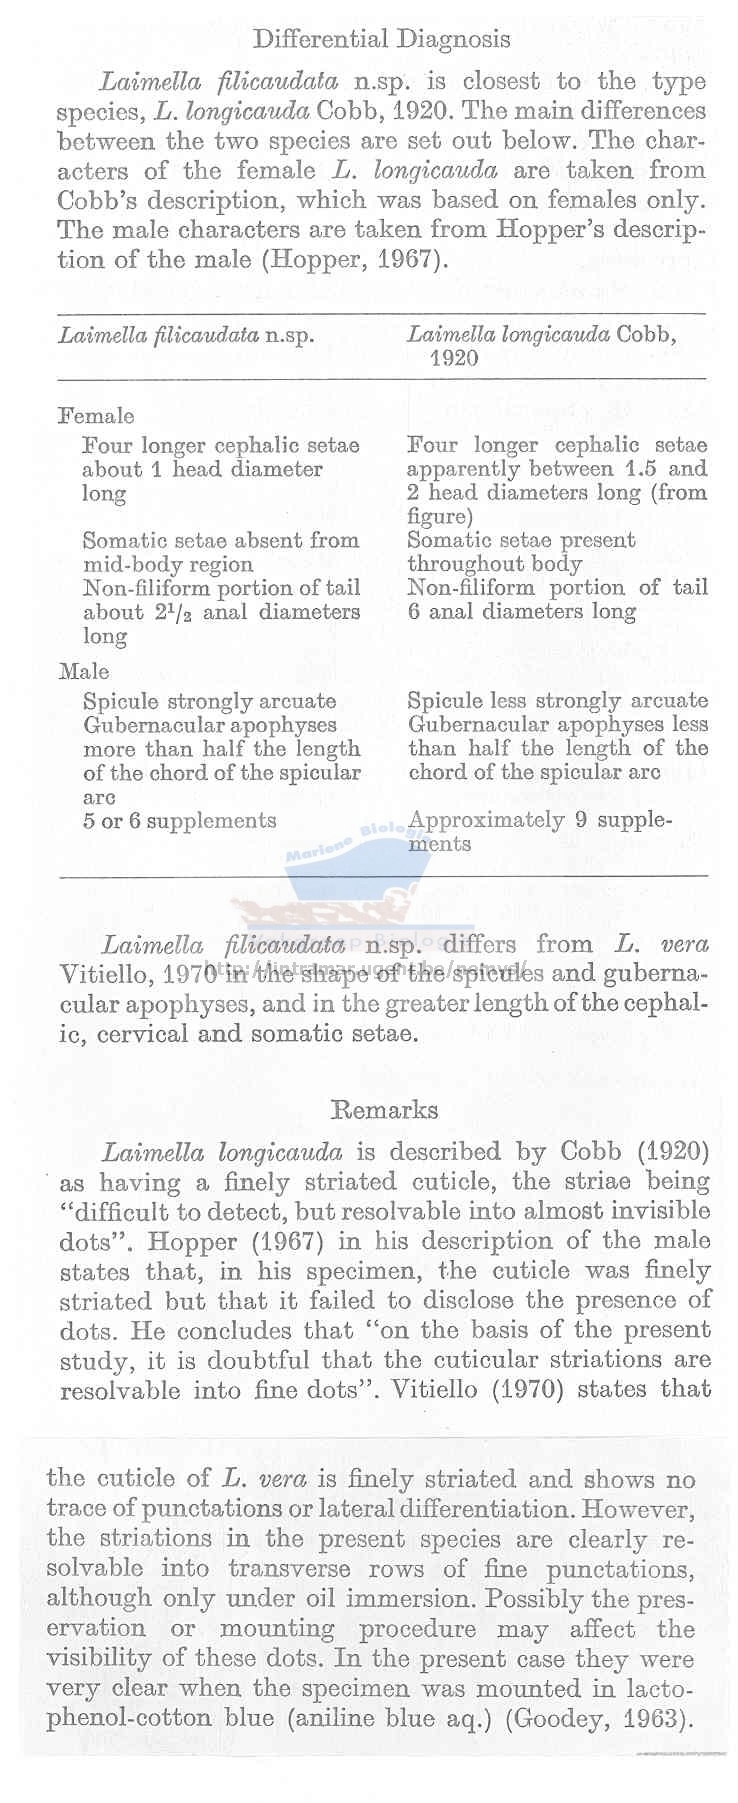 Differential Diagnosis
Laimella filicaudata n.sp. is closest to the type
species, L. longicauda Cobb, 1920. The main differences
between the two species are set out below. The char-
acters of the female L. longicauda are taken from
Cobb's description, which was based on females only.
The male characters are taken from Hopper's descrip-
tion of the male (Hopper, 1967).
Laimella filicaudata n.sp.
Laimella longicauda Cobb,
1920
Female
Four longer cephalic setae
about 1 head diameter
long
Four longer cephalic setae
apparently between 1.5 and
2 head diameters long (from
figure)
Somatic setae absent from
mid-body region
Somatic setae present
throughout body
Non-filiform portion of tail
about 2 1/2 anal diameters
long
Non-filiform portion of tail
6 anal diameters long
Male
Spicule strongly arcuate
Spicule less strongly arcuate
Gubernacular apophyses
more than half the length
of the chord of the spicular
arc
Gubernacular apophyses less
than half the length of the
chord of the spicular arc
5 or 6 supplements
Approximately 9 supple-
ments
Laimella filicaudata n.sp. differs from L. vera
Vitiello, 1970 in the shape of the spicules and guberna-
cular apophyses, and in the greater length of the cephal-
ic, cervical and somatic setae.
Remarks
Laimella longicauda is described by Cobb (1920)
as having a finely striated cuticle, the striae being
“difficult to detect, but resolvable into almost invisible
dots”. Hopper (1967) in his description of the male
states that, in his specimen, the cuticle was finely
striated but that it failed to disclose the presence of
dots. He concludes that “on the basis of the present
study, it is doubtful that the cuticular striations are
resolvable into fine dots”. Vitiello (1970) states that
the cuticle of L. vera is finely striated and shows no
trace of punctations or lateral differentiation. However,
the striations in the present species are clearly re-
solvable into transverse rows of fine punctations,
although only under oil immersion. Possibly the pres-
ervation or mounting procedure may affect the
visibility of these dots. In the present case they were
very clear when the specimen was mounted in lacto-
phenol-cotton blue (aniline blue aq.) (Goodey, 1963).